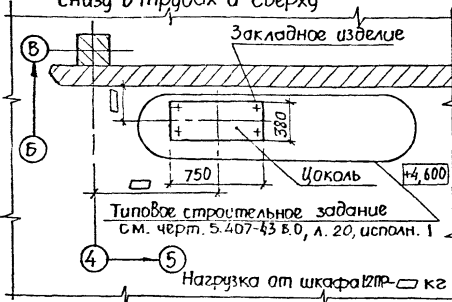 снизу в трубах и сверху
Закладное изделие
В
Б
380
750
Цоколь
+4,600
Типовое строительное задание
см. черт. 5.407-43 в.0, л. 20, исполн. 1
4
5
Нагрузка от шкафа 12ПР-▭ кг